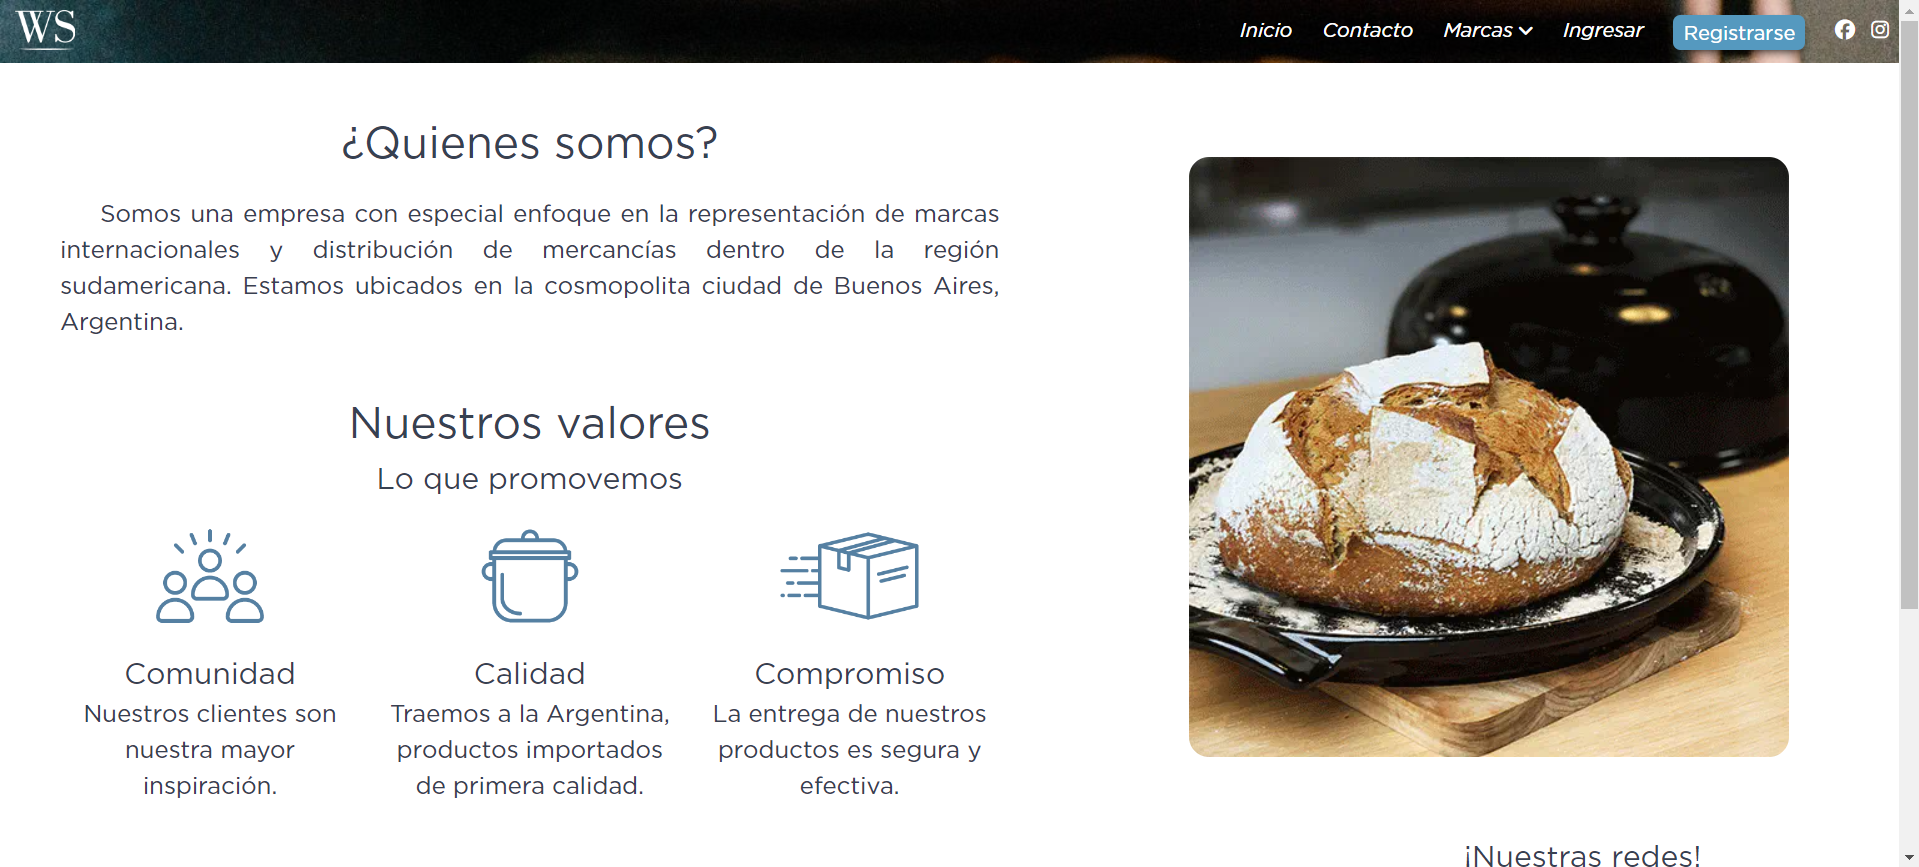 WS
Inicio Contacto Marcas Ingresar Registrarse
¿Quienes somos?
Somos una empresa con especial enfoque en la representación de marcas
internacionales y distribución de mercancías dentro de la región
sudamericana. Estamos ubicados en la cosmopolita ciudad de Buenos Aires,
Argentina.
Nuestros valores
Lo que promovemos
Comunidad
Nuestros clientes son
nuestra mayor
inspiración.
Calidad
Traemos a la Argentina,
productos importados
de primera calidad.
Compromiso
La entrega de nuestros
productos es segura y
efectiva.
¡Nuestras redes!